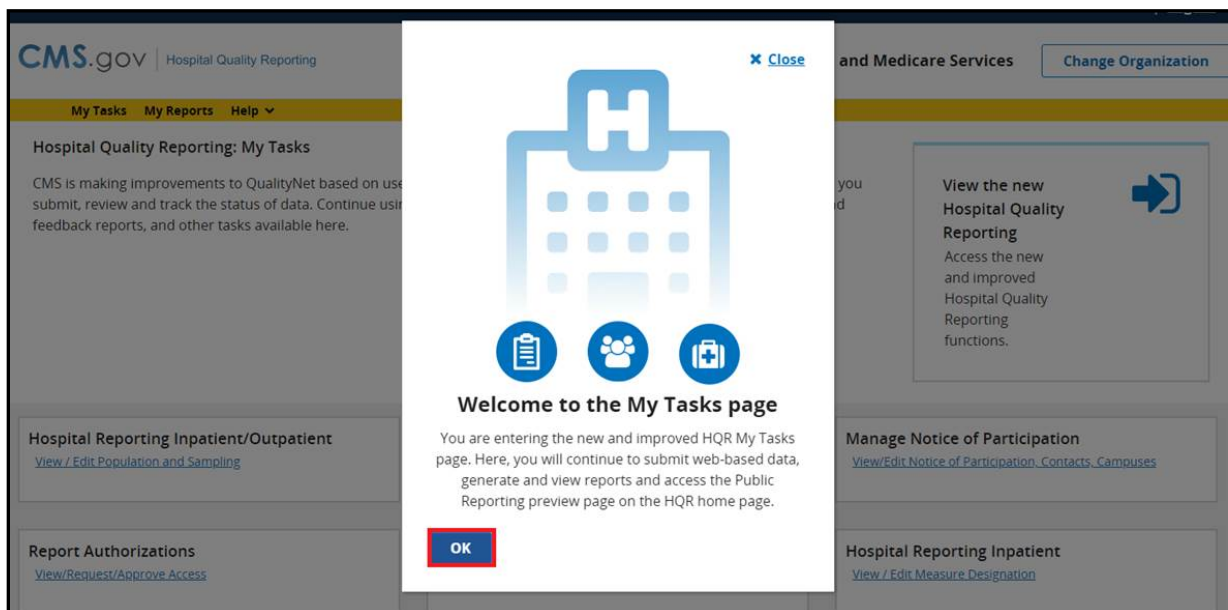 CMS.gov | Hospital Quality Reporting
and Medicare Services
Change Organization
My Tasks My Reports Help
Hospital Quality Reporting: My Tasks
CMS is making improvements to QualityNet based on
submit, review and track the status of data. Continue
feedback reports, and other tasks available here.
you
View the new
Hospital Quality
Reporting
Access the new
and improved
Hospital Quality
Reporting
functions.
Close
H
Welcome to the My Tasks page
You are entering the new and improved HQR My Tasks
page. Here, you will continue to submit web-based data,
generate and view reports and access the Public
Reporting preview page on the HQR home page.
OK
Hospital Reporting Inpatient/Outpatient
View / Edit Population and Sampling
Manage Notice of Participation
View/Edit Notice of Participation, Contacts, Campuses
Report Authorizations
View/Request/Approve Access
Hospital Reporting Inpatient
View / Edit Measure Designation